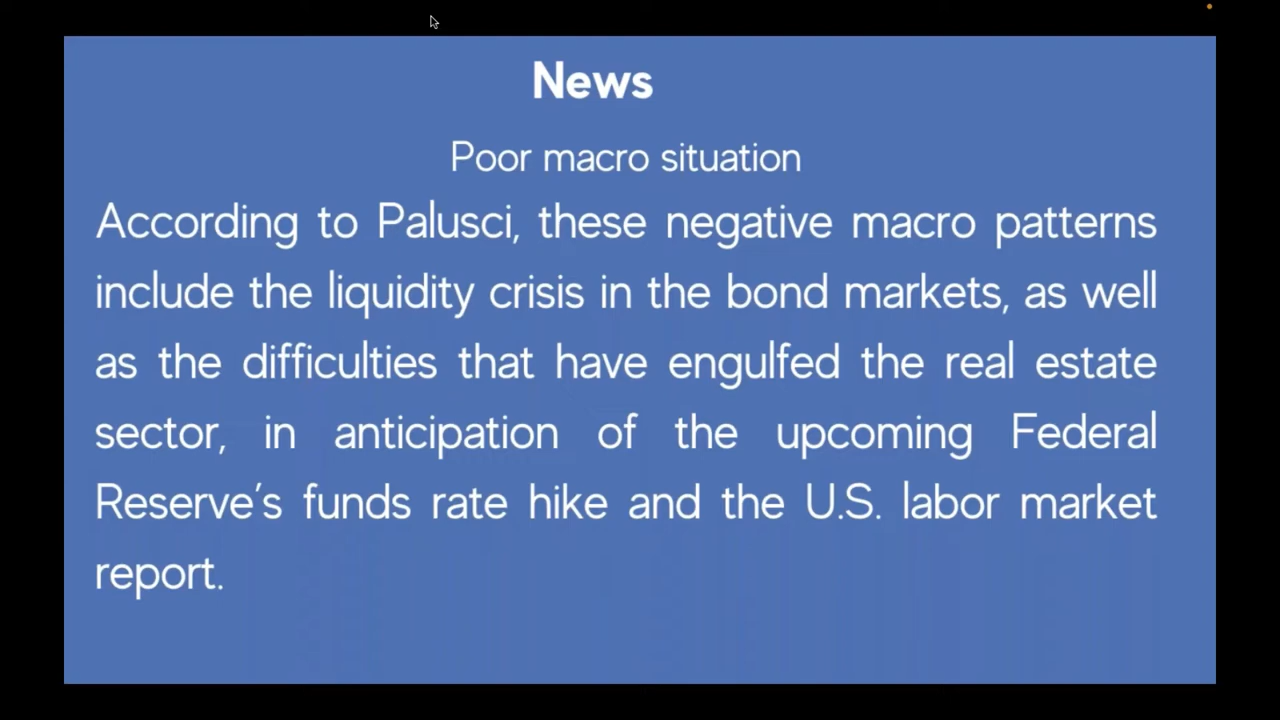 News
Poor macro situation
According to Palusci, these negative macro patterns
include the liquidity crisis in the bond markets, as well
as the difficulties that have engulfed the real estate
sector, in anticipation of the upcoming Federal
Reserve’s funds rate hike and the U.S. labor market
report.